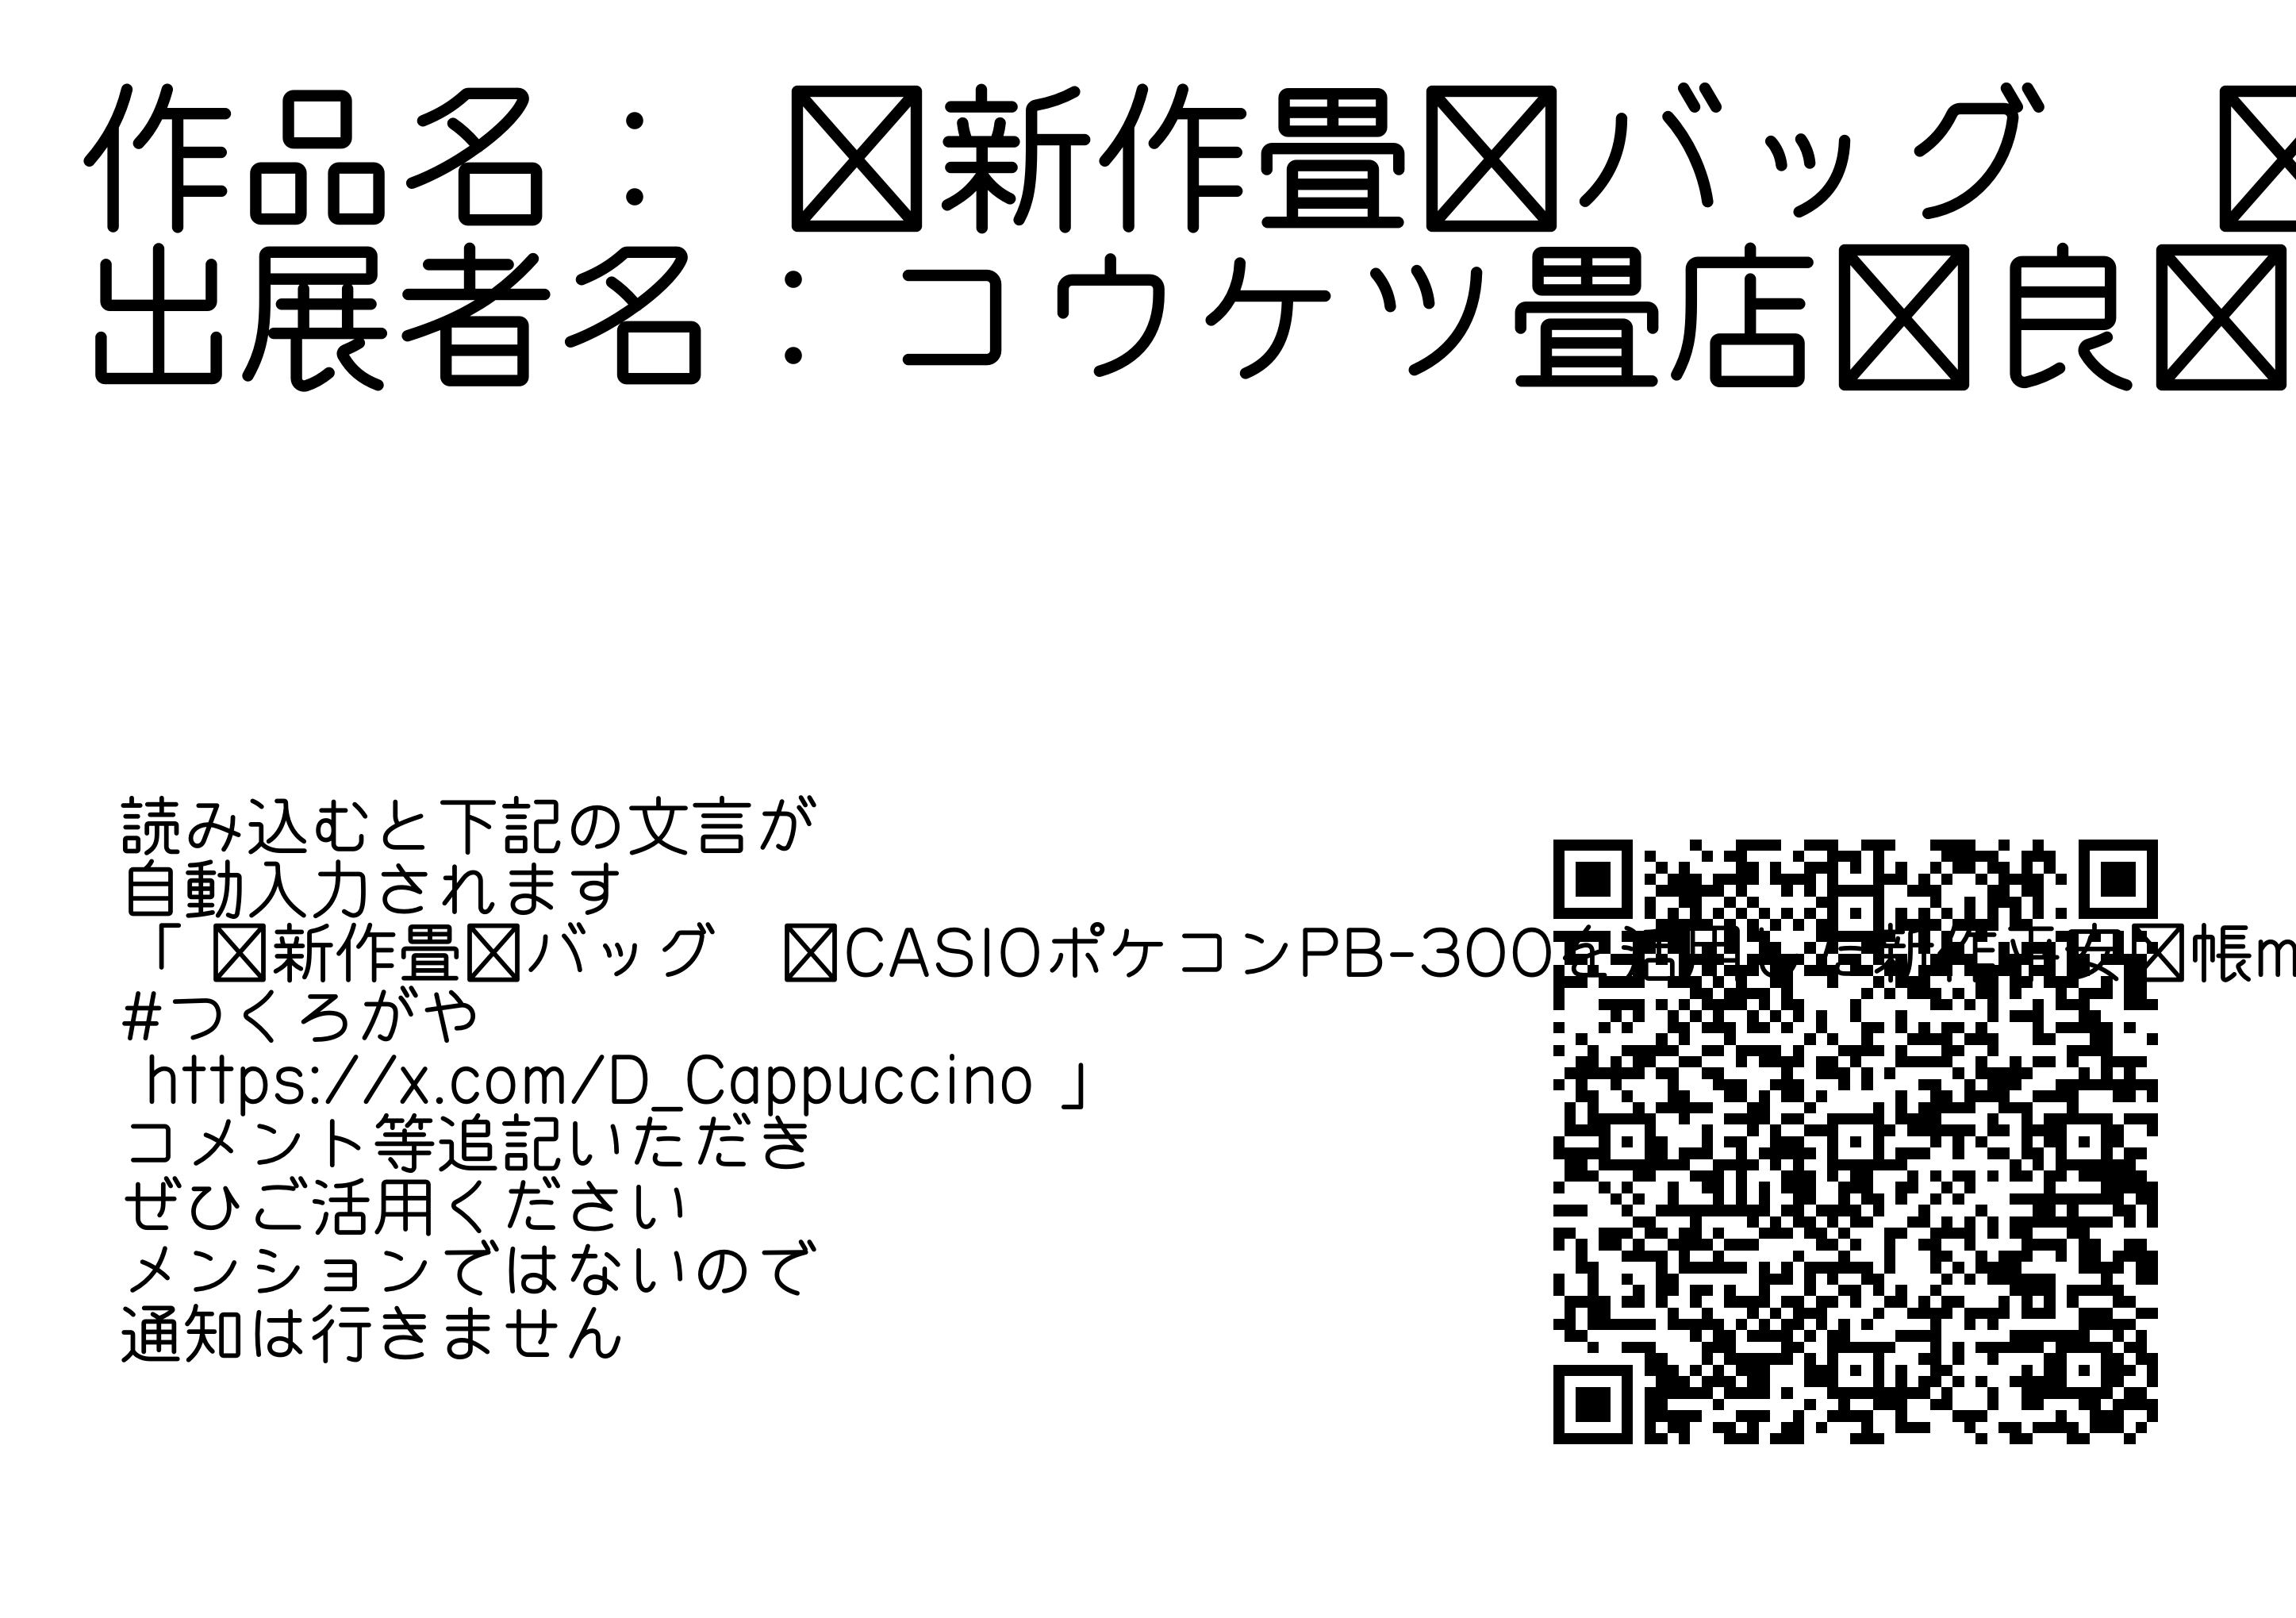 作品名: 新作畳バッグ
出展者名:コウケツ畳店良
読み込むと下記の文言が
自動入力されます
「 新作畳バッグ CASIOポケコンPB-300 帳m
#つくろがや
https://x.com/D_Cappuccino 」
コメント等追記いただき
ぜひご活用ください
メンションではないので
通知は行きません